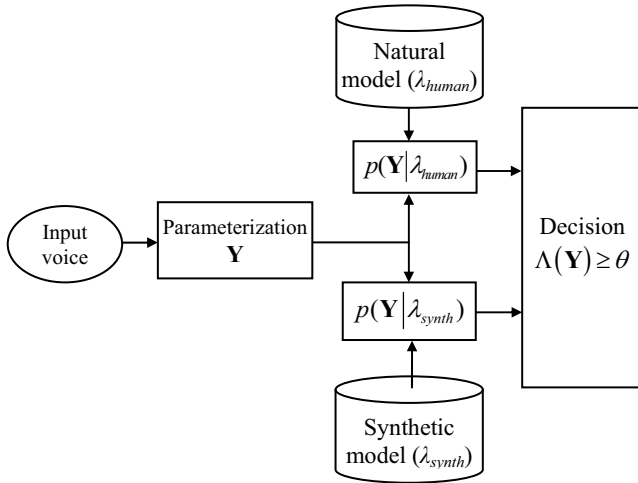 Natural
model (λhuman)
p(Y|λhuman)
Input
voice
Parameterization
Y
Decision
Λ(Y) ≥ θ
p(Y|λsynth)
Synthetic
model (λsynth)